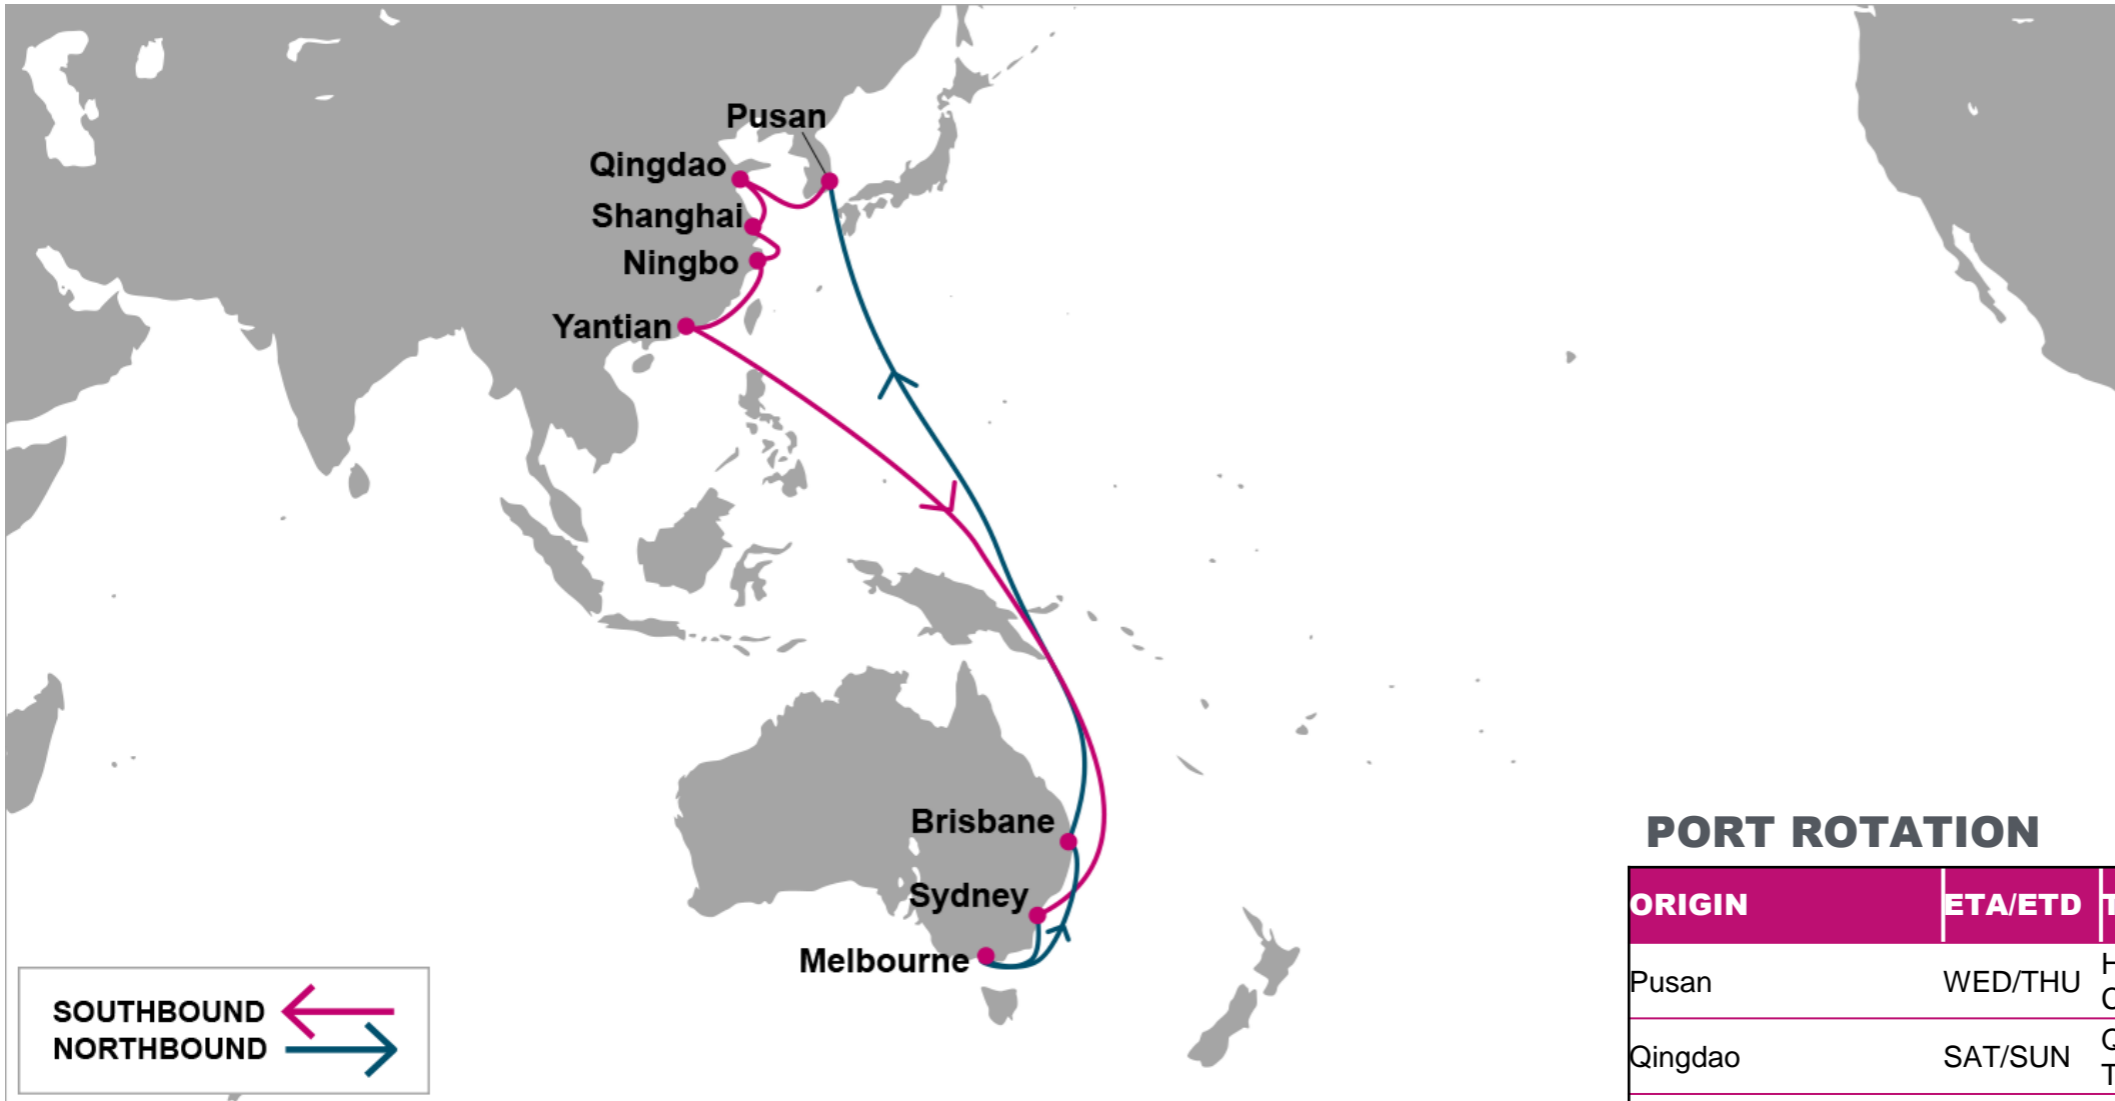 Pusan
Qingdao
Shanghai
Ningbo
Yantian
Brisbane
Sydney
Melbourne
SOUTHBOUND
NORTHBOUND
PORT ROTATION
ORIGIN ETA/ETD T
Pusan WED/THU
Qingdao SAT/SUN